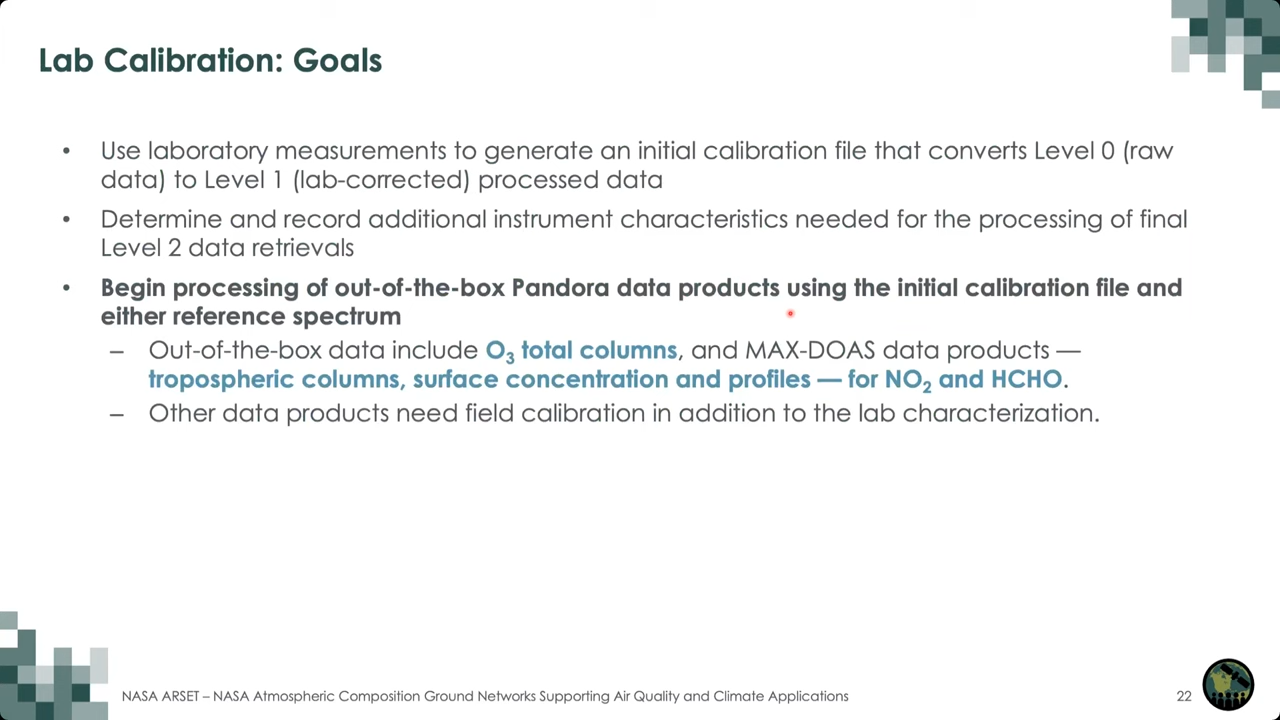 Lab Calibration: Goals
• Use laboratory measurements to generate an initial calibration file that converts Level 0 (raw
data) to Level 1 (lab-corrected) processed data
• Determine and record additional instrument characteristics needed for the processing of final
Level 2 data retrievals
• Begin processing of out-of-the-box Pandora data products using the initial calibration file and
either reference spectrum
– Out-of-the-box data include O₃ total columns, and MAX-DOAS data products —
tropospheric columns, surface concentration and profiles — for NO₂ and HCHO.
– Other data products need field calibration in addition to the lab characterization.
NASA ARSET – NASA Atmospheric Composition Ground Networks Supporting Air Quality and Climate Applications
22